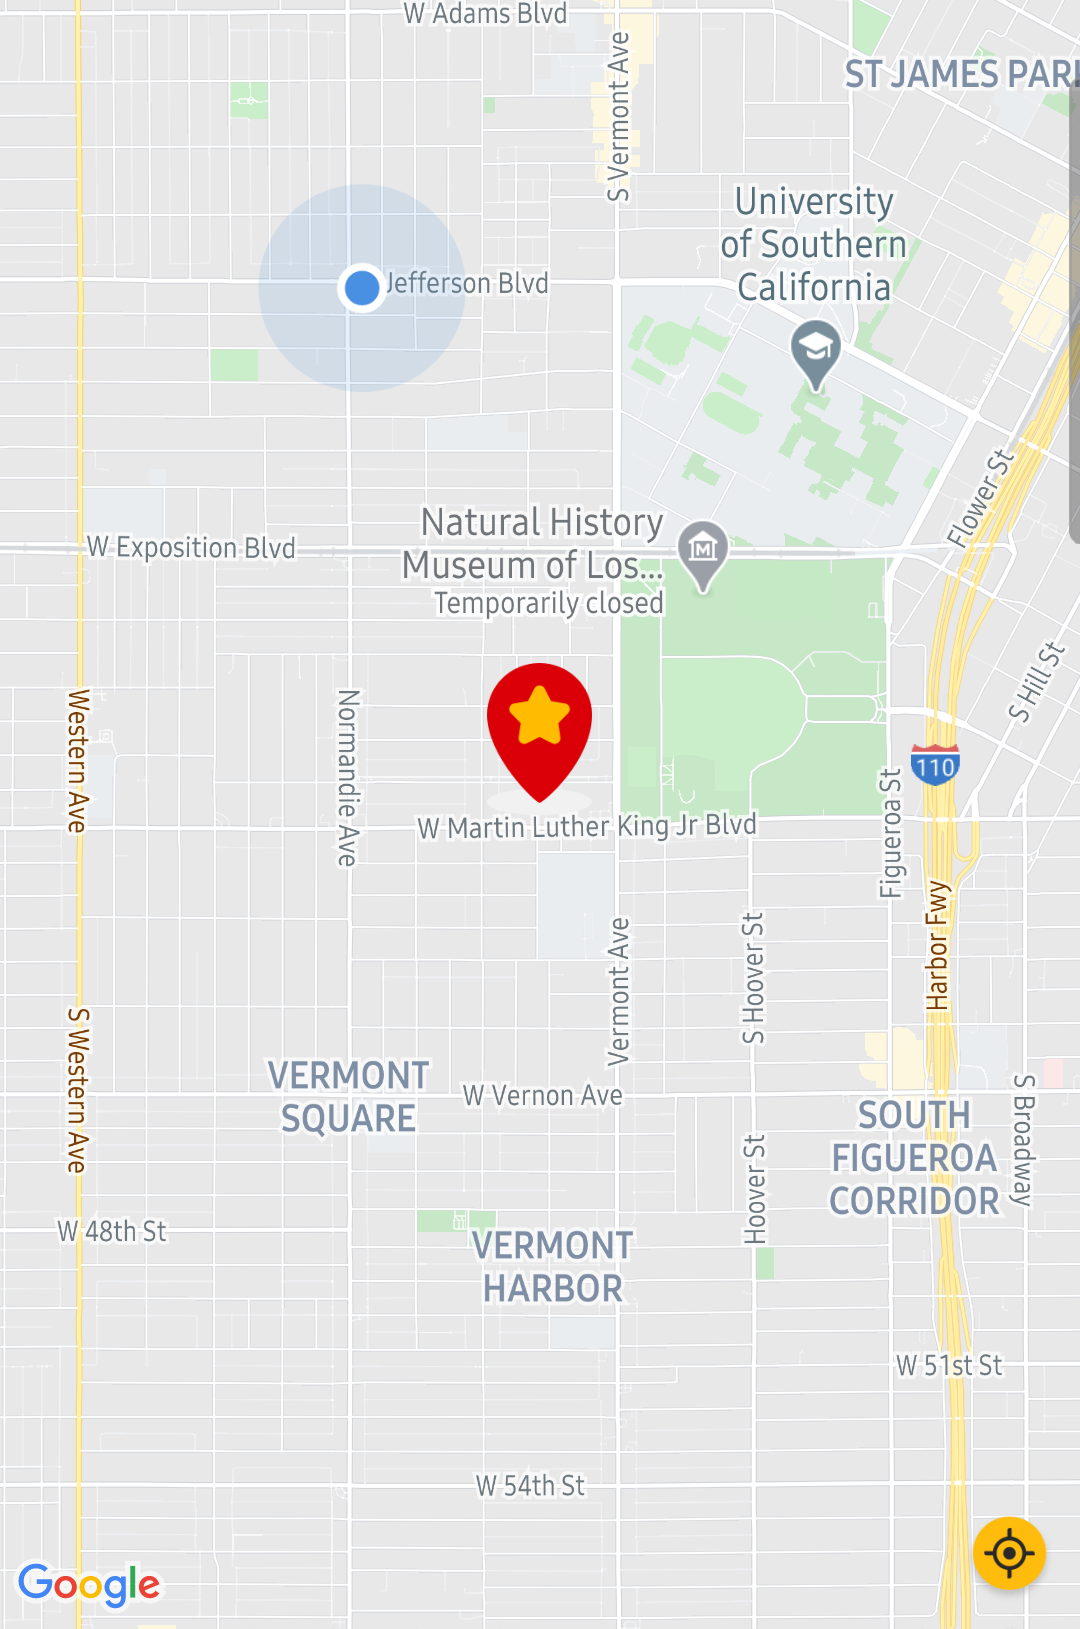 W Adams Blvd
S Vermont Ave
ST JAMES PARK
University
of Southern
California
Jefferson Blvd
Flower St
Natural History
Museum of Los...
Temporarily closed
W Exposition Blvd
S Hill St
Western Ave
Normandie Ave
110
Figueroa St
W Martin Luther King Jr Blvd
Harbor Fwy
S Hoover St
Vermont Ave
S Western Ave
VERMONT
SQUARE
W Vernon Ave
S Broadway
SOUTH
FIGUEROA
CORRIDOR
Hoover St
W 48th St
VERMONT
HARBOR
W 51st St
W 54th St
Google